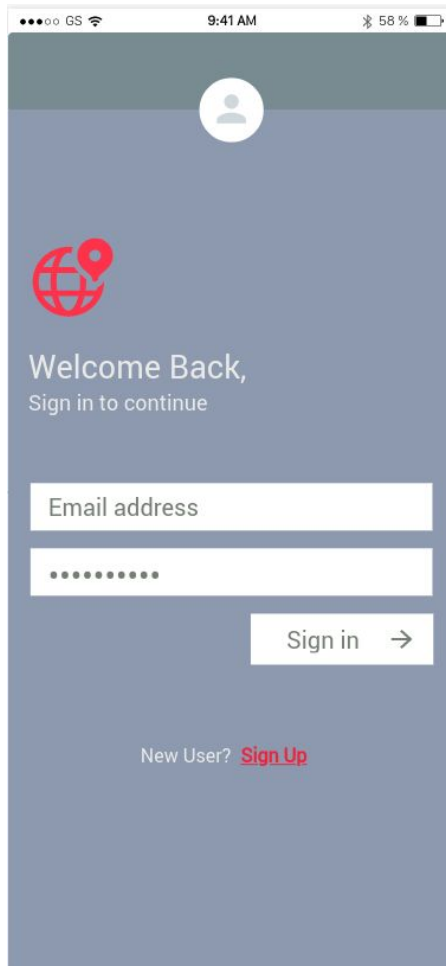 GS 9:41 AM 58 %
Welcome Back,
Sign in to continue
Email address
••••••••••
Sign in →
New User? Sign Up